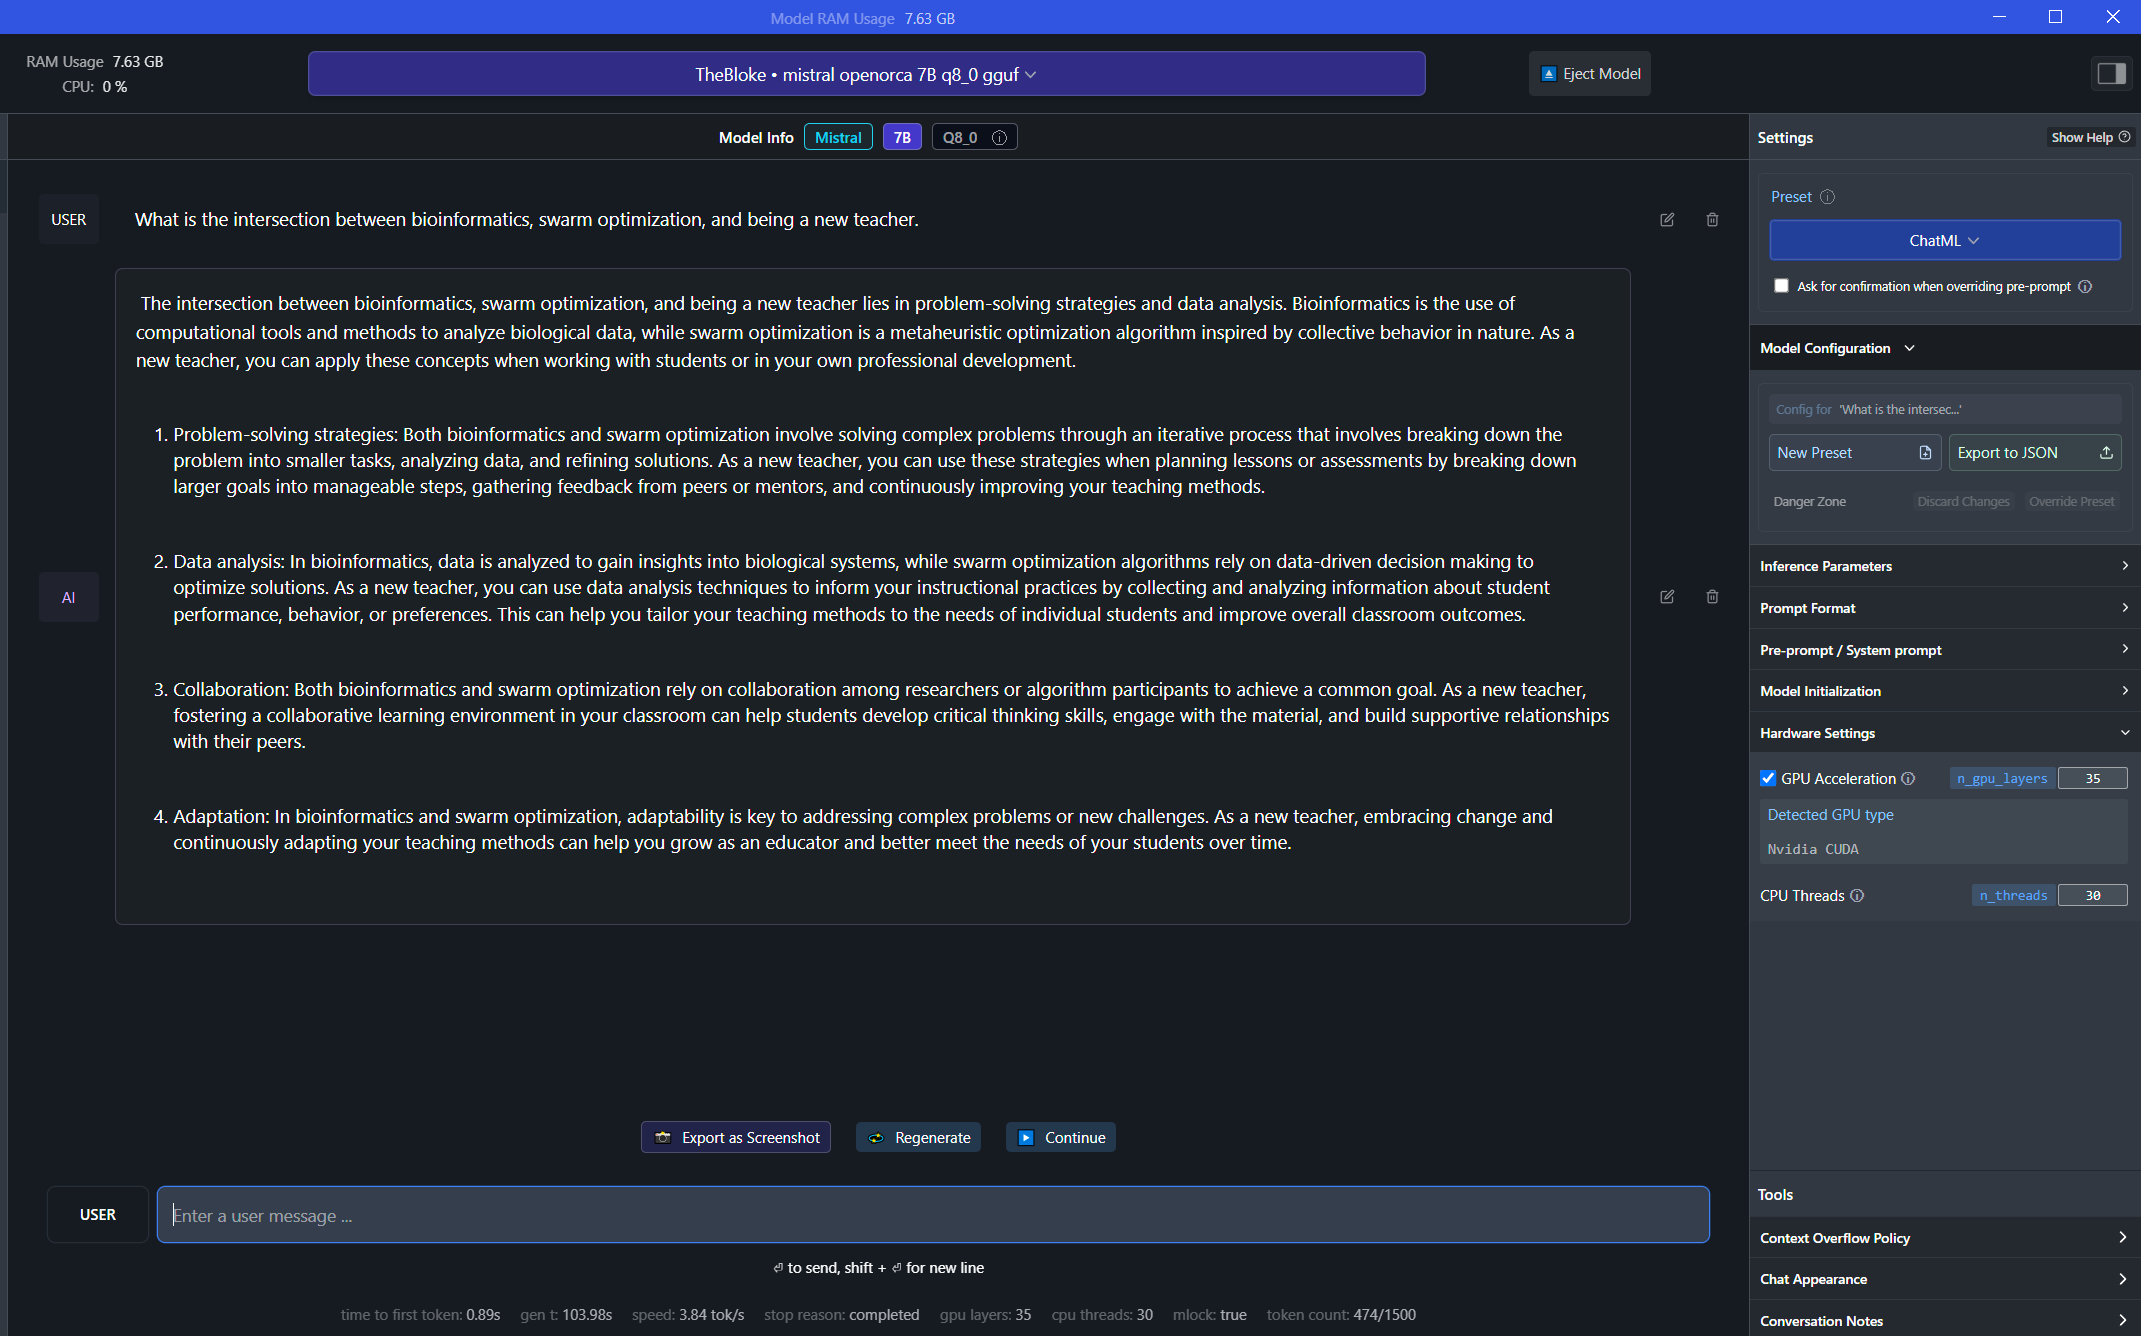 Model RAM Usage 7.63 GB
RAM Usage 7.63 GB
CPU: 0 %
TheBloke • mistral openorca 7B q8_0 gguf
Eject Model
Model Info Mistral 7B Q8_0
USER
What is the intersection between bioinformatics, swarm optimization, and being a new teacher.
AI
The intersection between bioinformatics, swarm optimization, and being a new teacher lies in problem-solving strategies and data analysis. Bioinformatics is the use of
computational tools and methods to analyze biological data, while swarm optimization is a metaheuristic optimization algorithm inspired by collective behavior in nature. As a
new teacher, you can apply these concepts when working with students or in your own professional development.
1. Problem-solving strategies: Both bioinformatics and swarm optimization involve solving complex problems through an iterative process that involves breaking down the
problem into smaller tasks, analyzing data, and refining solutions. As a new teacher, you can use these strategies when planning lessons or assessments by breaking down
larger goals into manageable steps, gathering feedback from peers or mentors, and continuously improving your teaching methods.
2. Data analysis: In bioinformatics, data is analyzed to gain insights into biological systems, while swarm optimization algorithms rely on data-driven decision making to
optimize solutions. As a new teacher, you can use data analysis techniques to inform your instructional practices by collecting and analyzing information about student
performance, behavior, or preferences. This can help you tailor your teaching methods to the needs of individual students and improve overall classroom outcomes.
3. Collaboration: Both bioinformatics and swarm optimization rely on collaboration among researchers or algorithm participants to achieve a common goal. As a new teacher,
fostering a collaborative learning environment in your classroom can help students develop critical thinking skills, engage with the material, and build supportive relationships
with their peers.
4. Adaptation: In bioinformatics and swarm optimization, adaptability is key to addressing complex problems or new challenges. As a new teacher, embracing change and
continuously adapting your teaching methods can help you grow as an educator and better meet the needs of your students over time.
Export as Screenshot
Regenerate
Continue
USER
Enter a user message ...
⏎ to send, shift + ⏎ for new line
time to first token: 0.89s gen t: 103.98s speed: 3.84 tok/s stop reason: completed gpu layers: 35 cpu threads: 30 mlock: true token count: 474/1500
Settings
Show Help
Preset
ChatML
Ask for confirmation when overriding pre-prompt
Model Configuration
Config for 'What is the intersec...'
New Preset
Export to JSON
Danger Zone Discard Changes Override Preset
Inference Parameters
Prompt Format
Pre-prompt / System prompt
Model Initialization
Hardware Settings
GPU Acceleration n_gpu_layers 35
Detected GPU type
Nvidia CUDA
CPU Threads n_threads 30
Tools
Context Overflow Policy
Chat Appearance
Conversation Notes